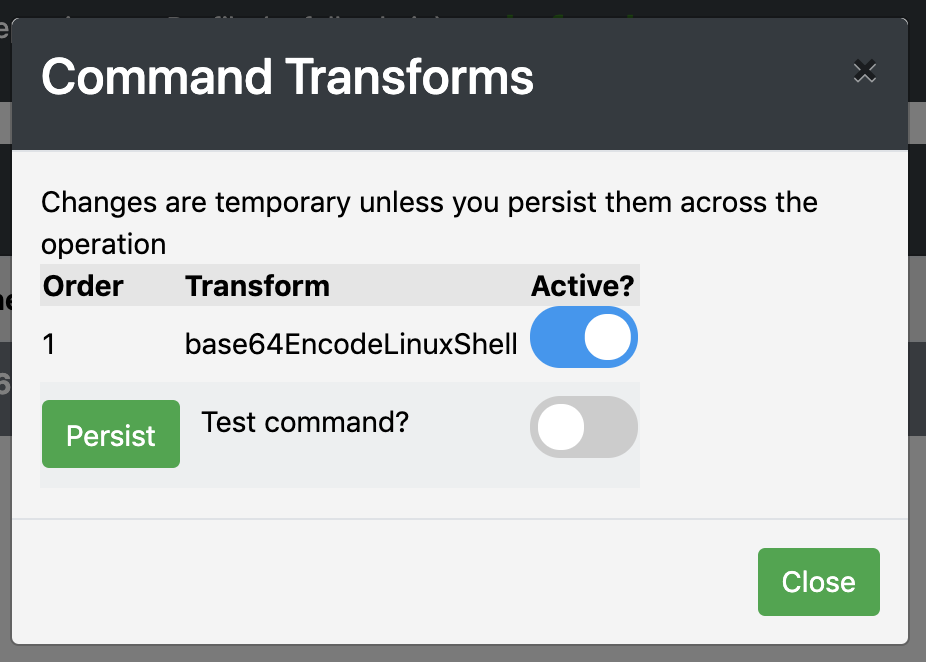 Command Transforms
Changes are temporary unless you persist them across the
operation
Order Transform Active?
1 base64EncodeLinuxShell
Persist Test command?
Close